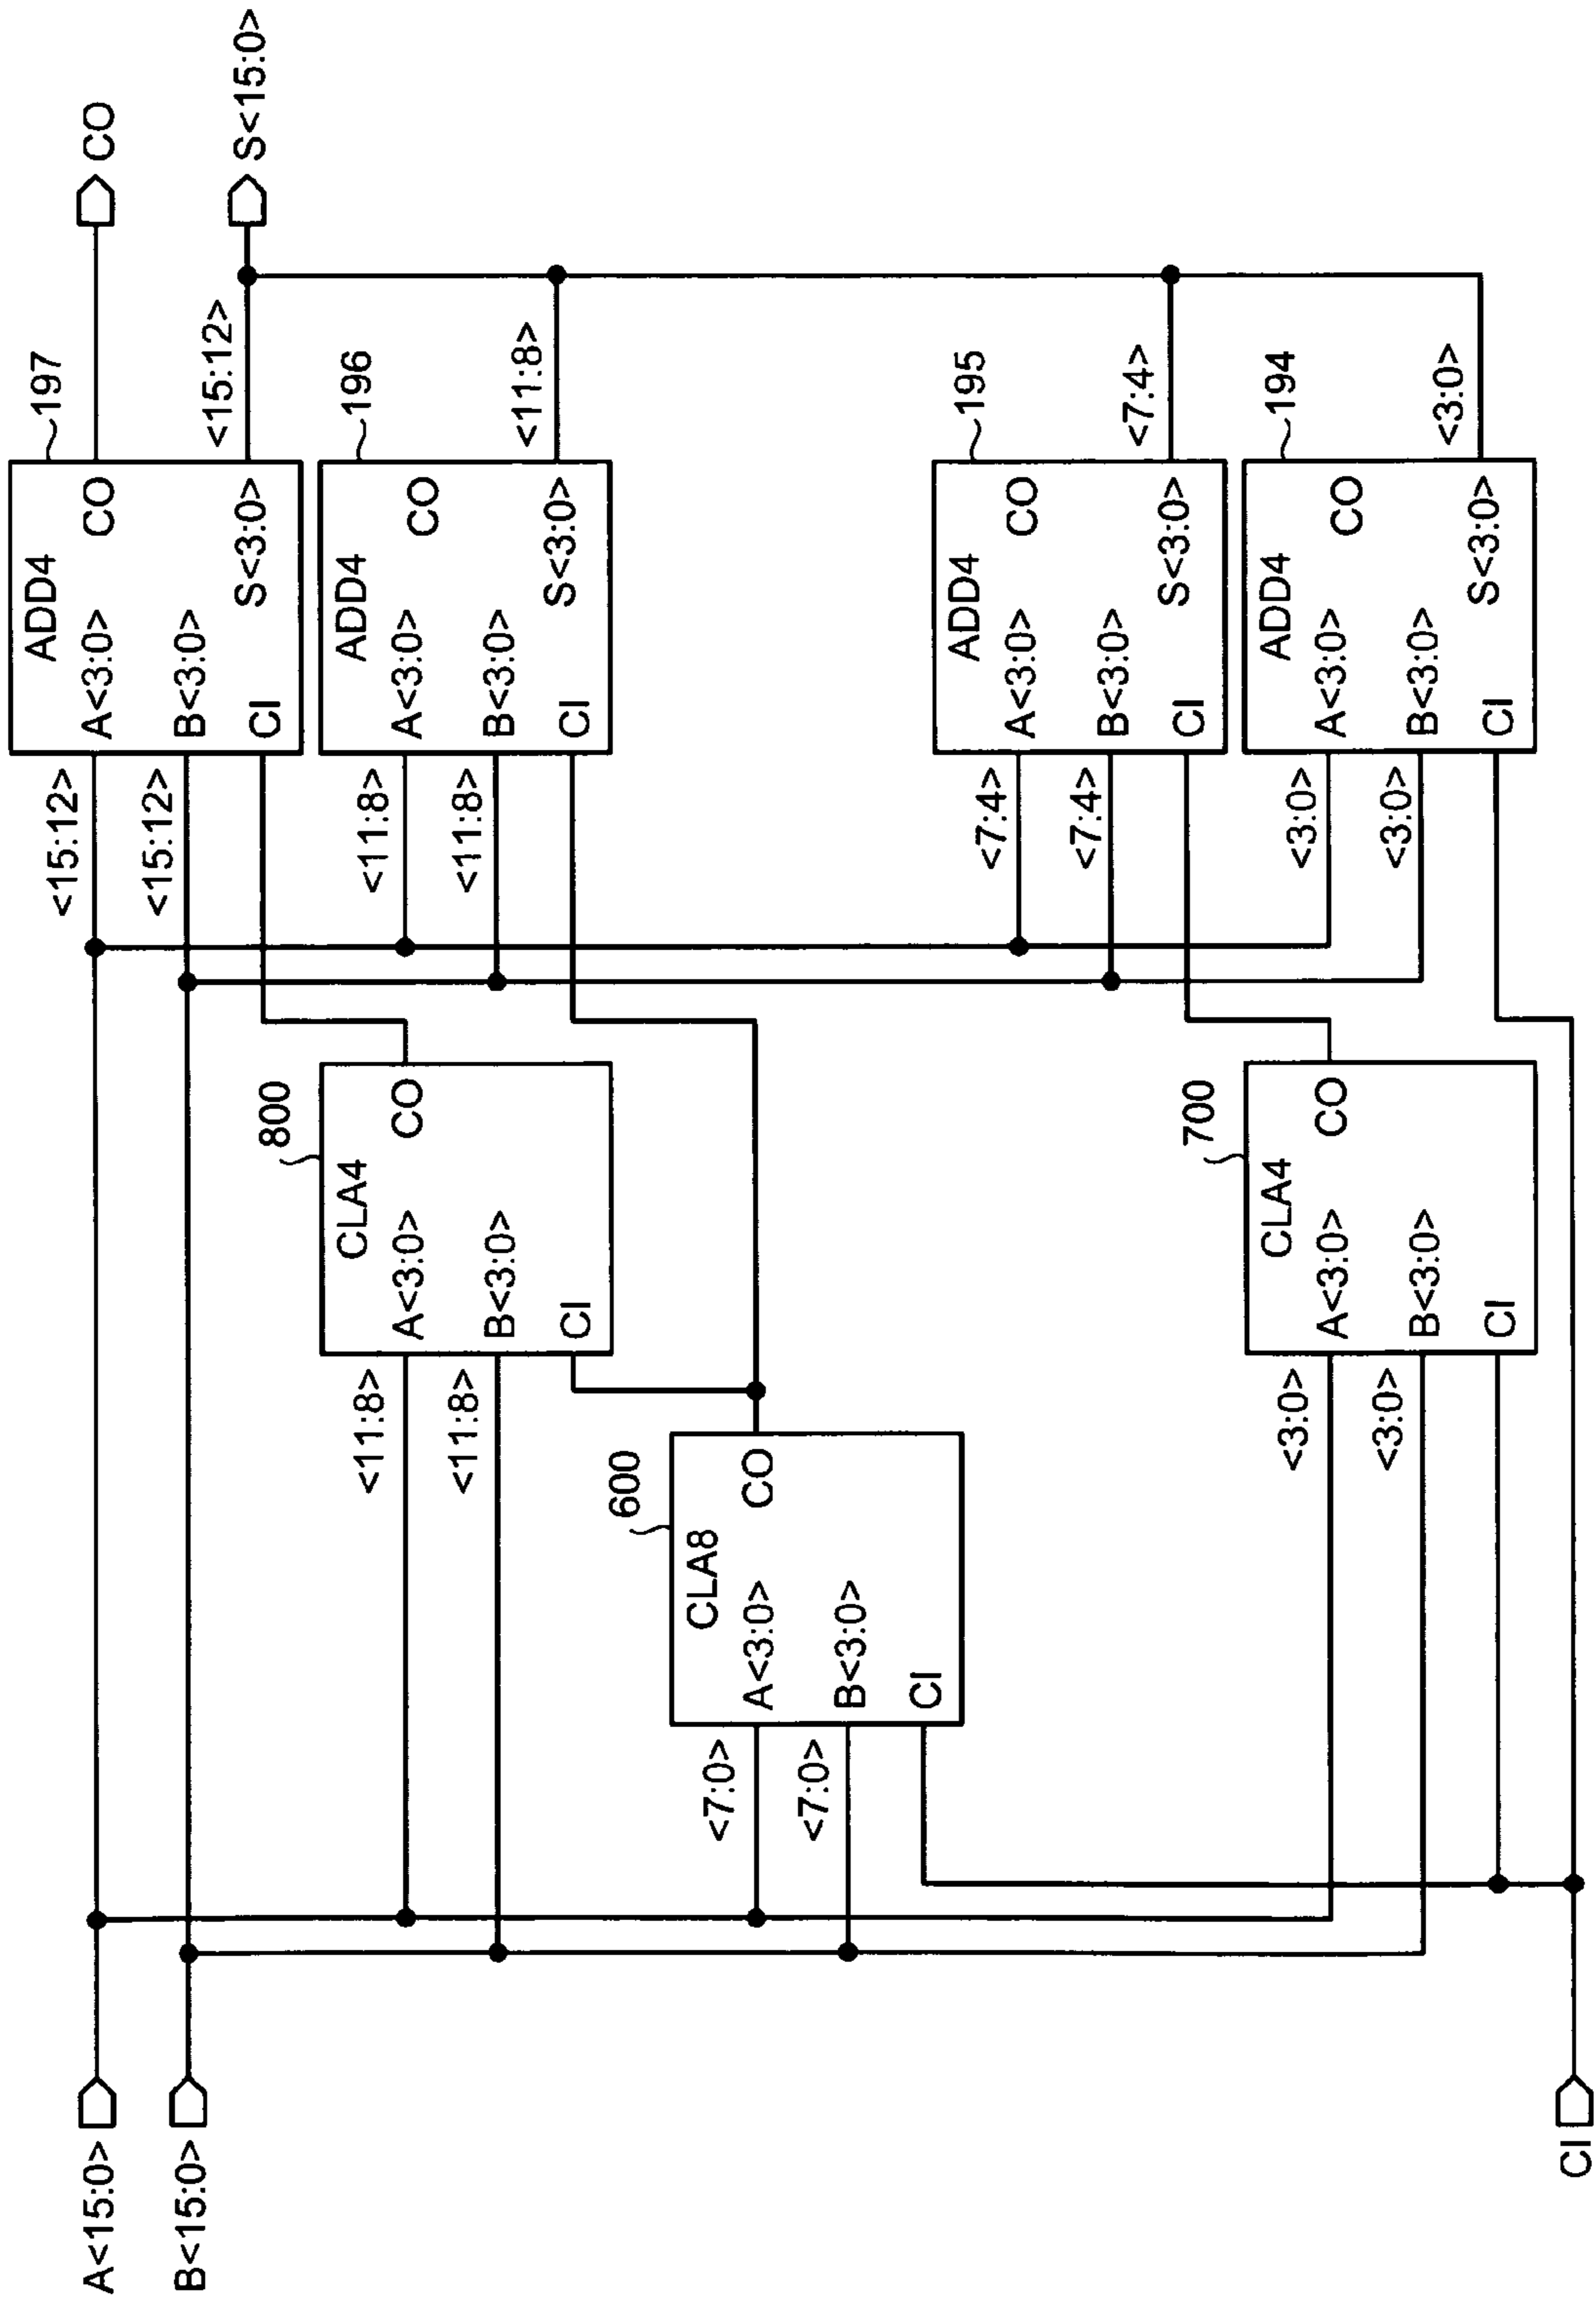 A<15:0>
B<15:0>
CI
<11:8>
<11:8>
800
CLA4
A<3:0>
B<3:0>
CI
CO
<7:0>
<7:0>
600
CLA8
A<3:0>
B<3:0>
CI
CO
<3:0>
<3:0>
700
CLA4
A<3:0>
B<3:0>
CI
CO
<15:12>
<15:12>
197
ADD4
A<3:0>
B<3:0>
CI
CO
S<3:0>
<15:12>
<11:8>
<11:8>
196
ADD4
A<3:0>
B<3:0>
CI
CO
S<3:0>
<11:8>
<7:4>
<7:4>
195
ADD4
A<3:0>
B<3:0>
CI
CO
S<3:0>
<7:4>
<3:0>
<3:0>
194
ADD4
A<3:0>
B<3:0>
CI
CO
S<3:0>
<3:0>
CO
S<15:0>